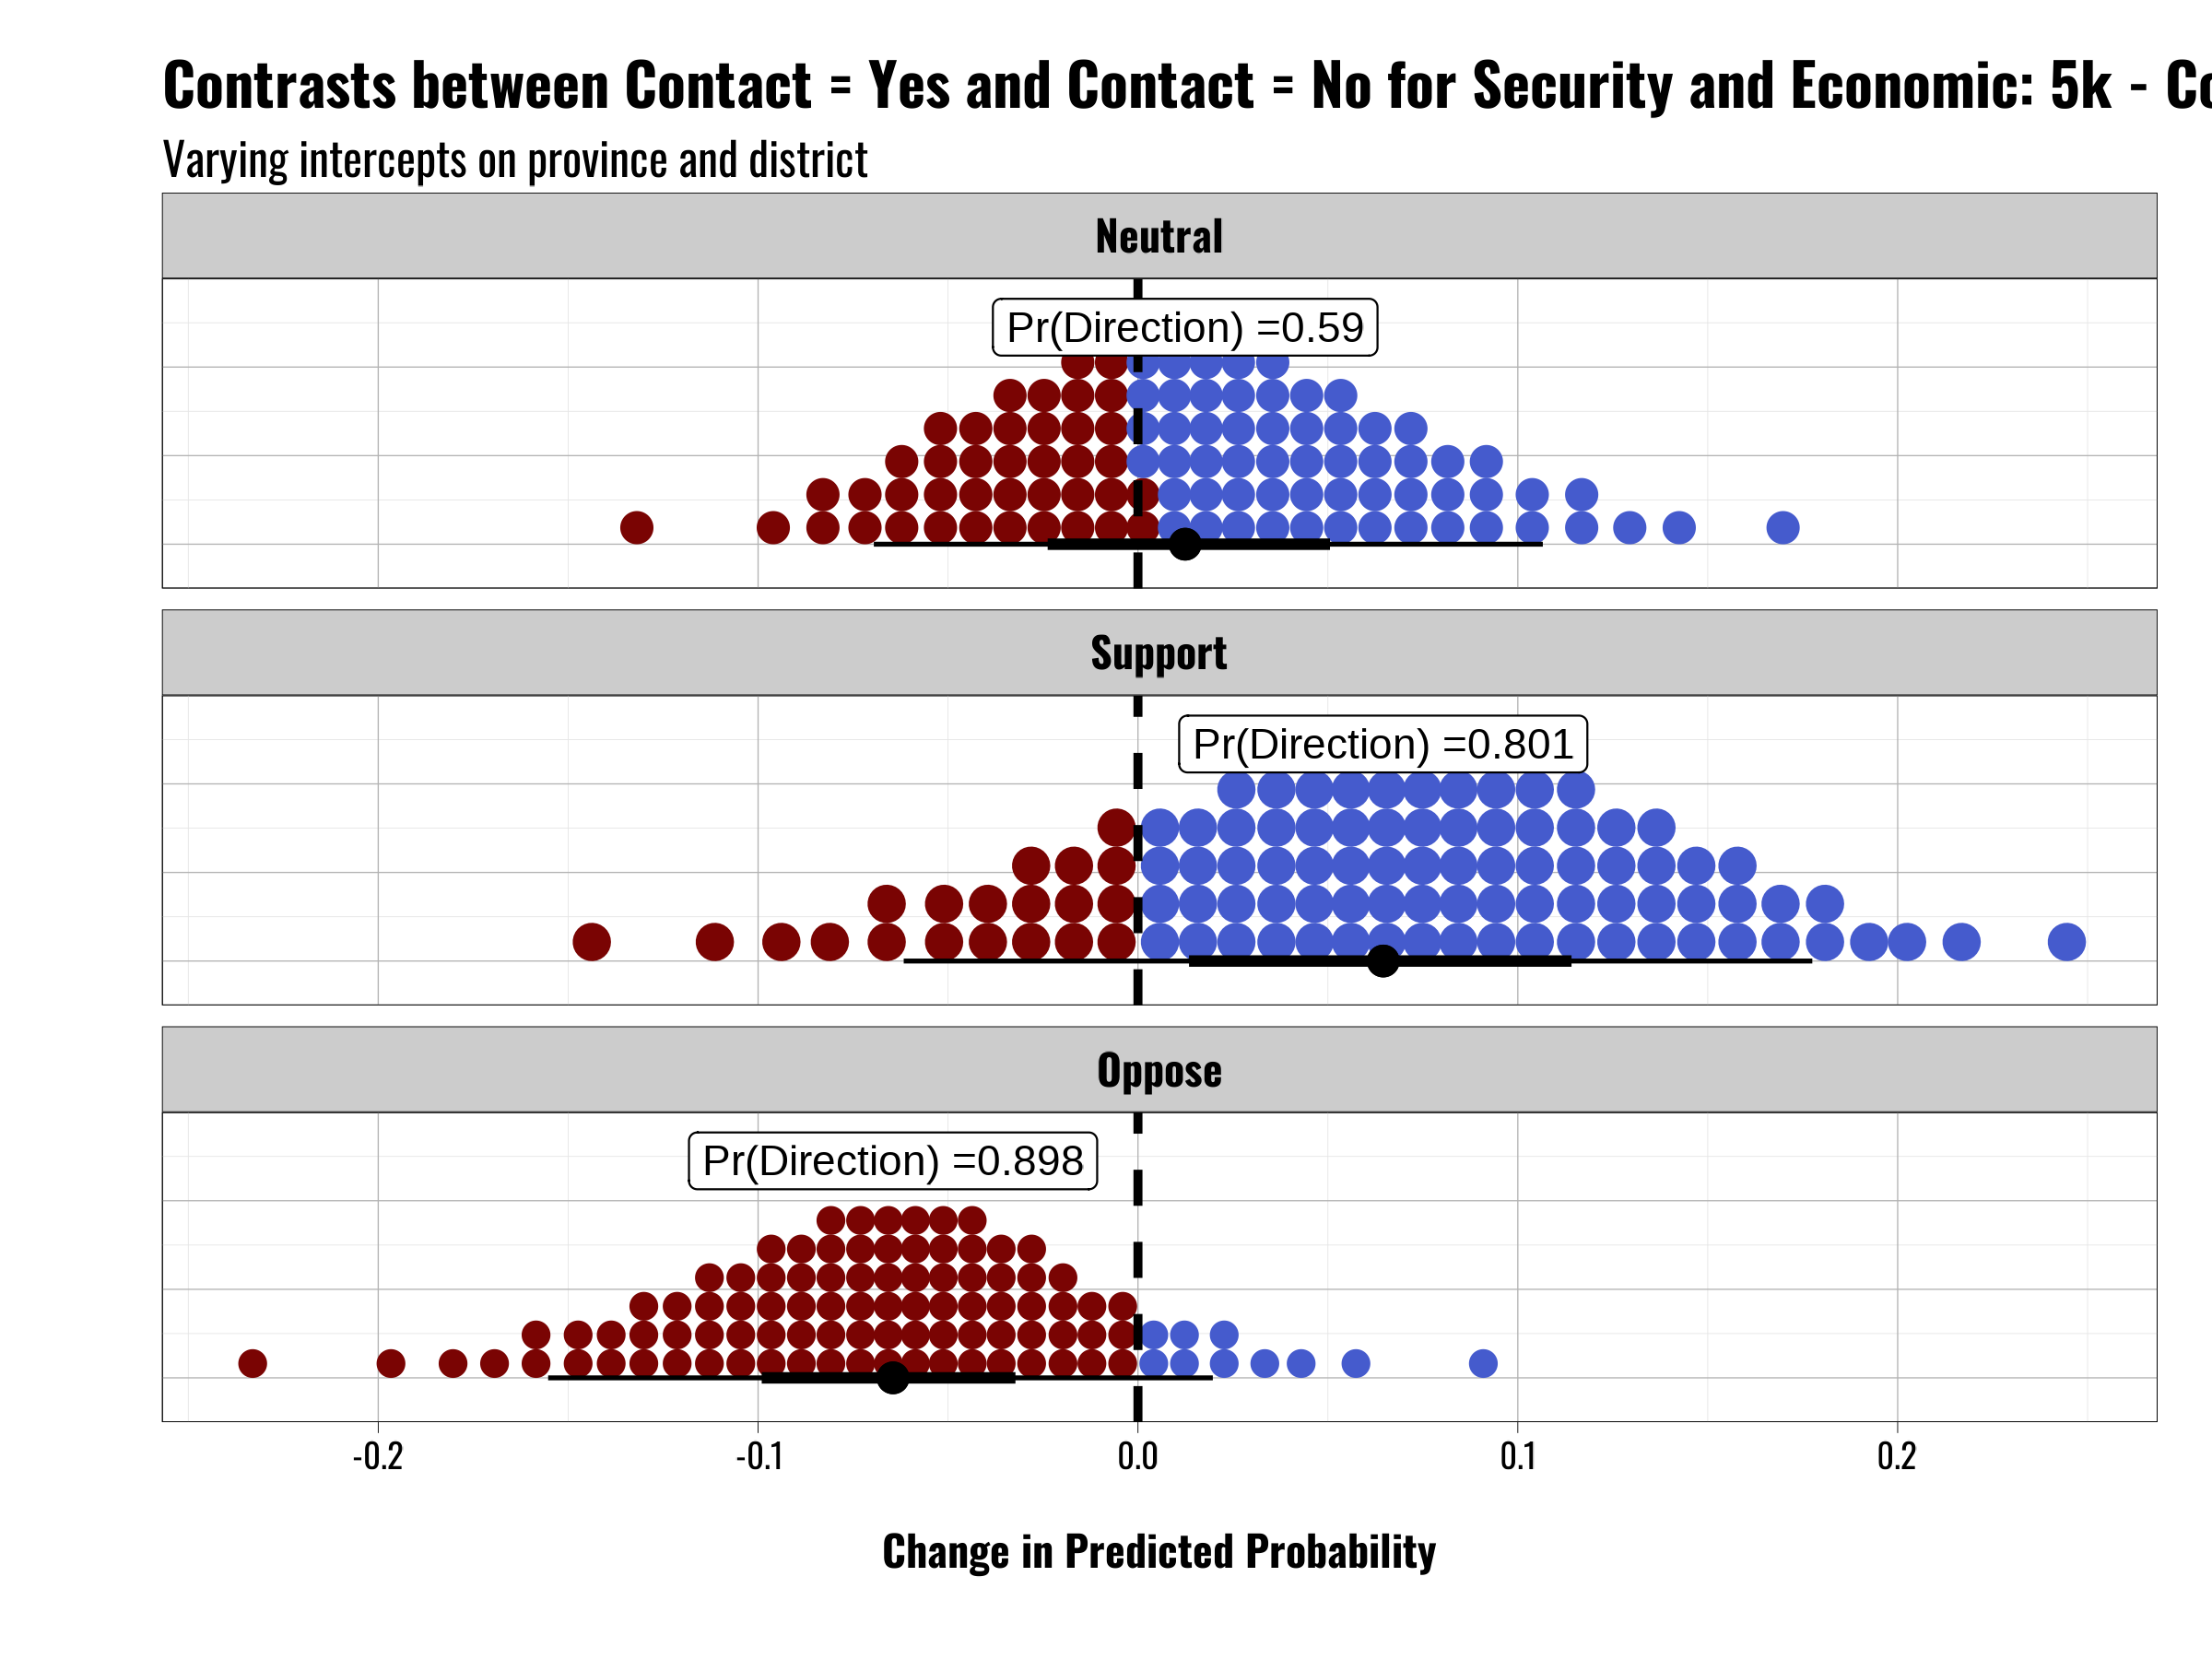 Contrasts between Contact = Yes and Contact = No for Security and Economic: 5k -
Varying intercepts on province and district
Neutral
Pr(Direction) =0.59
Support
Pr(Direction) =0.801
Oppose
Pr(Direction) =0.898
-0.2 -0.1 0.0 0.1 0.2
Change in Predicted Probability